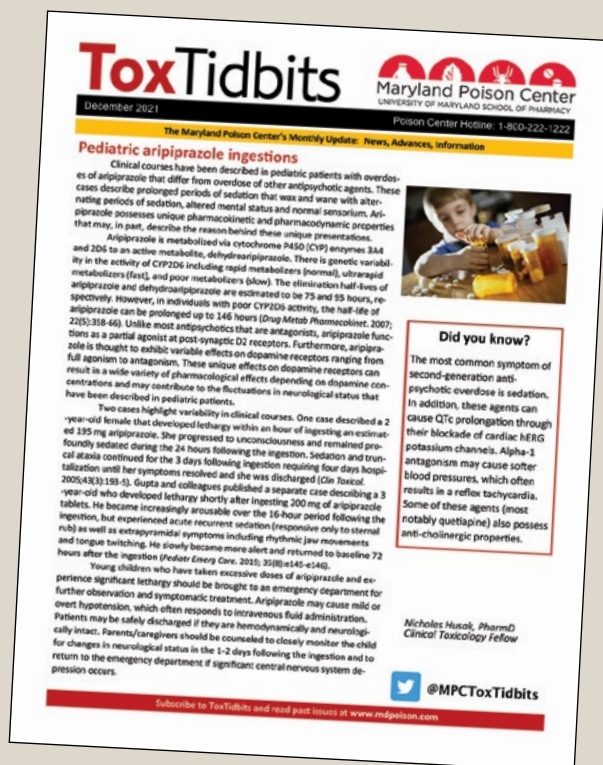 ToxTidbits
Maryland Poison Center
UNIVERSITY OF MARYLAND SCHOOL OF PHARMACY
December 2021
Poison Center Hotline: 1-800-222-1222
The Maryland Poison Center's Monthly Update: News, Advances, Information
Pediatric aripiprazole ingestions
Clinical courses have been described in pediatric patients with overdos-
es of aripiprazole that differ from overdose of other antipsychotic agents. These
cases describe prolonged periods of sedation that wax and wane with alter-
nating periods of sedation, altered mental status and normal sensorium. Ari-
piprazole possesses unique pharmacokinetic and pharmacodynamic properties
that may, in part, describe the reason behind these unique presentations.
Aripiprazole is metabolized via cytochrome P450 (CYP) enzymes 3A4
and 2D6 to an active metabolite, dehydroaripiprazole. There is genetic variabil-
ity in the activity of CYP2D6 including rapid metabolizers (normal), ultrarapid
metabolizers (fast), and poor metabolizers (slow). The elimination half-lives of
aripiprazole and dehydroaripiprazole are estimated to be 75 and 95 hours, re-
spectively. However, in individuals with poor CYP2D6 activity, the half-life of
aripiprazole can be prolonged up to 146 hours (Drug Metab Pharmacokinet. 2007;
22(5):358-66). Unlike most antipsychotics that are antagonists, aripiprazole func-
tions as a partial agonist at post-synaptic D2 receptors. Furthermore, aripipra-
zole is thought to exhibit variable effects on dopamine receptors ranging from
full agonism to antagonism. These unique effects on dopamine receptors can
result in a wide variety of pharmacological effects depending on dopamine con-
centrations and may contribute to the fluctuations in neurological status that
have been described in pediatric patients.
Two cases highlight variability in clinical courses. One case described a 2
-year-old female that developed lethargy within an hour of ingesting an estimat-
ed 195 mg aripiprazole. She progressed to unconsciousness and remained pro-
foundly sedated during the 24 hours following the ingestion. Sedation and trun-
cal ataxia continued for the 3 days following ingestion requiring four days hospi-
talization until her symptoms resolved and she was discharged (Clin Toxicol.
2005;43(3):193-5). Gupta and colleagues published a separate case describing a 3
-year-old who developed lethargy shortly after ingesting 200 mg of aripiprazole
tablets. He became increasingly arousable over the 16-hour period following the
ingestion, but experienced acute recurrent sedation (responsive only to sternal
rub) as well as extrapyramidal symptoms including rhythmic jaw movements
and tongue twitching. He slowly became more alert and returned to baseline 72
hours after the ingestion (Pediatr Emerg Care. 2015; 35(8):e145-e146).
Young children who have taken excessive doses of aripiprazole and ex-
perience significant lethargy should be brought to an emergency department for
further observation and symptomatic treatment. Aripiprazole may cause mild or
overt hypotension, which often responds to intravenous fluid administration.
Patients may be safely discharged if they are hemodynamically and neurologi-
cally intact. Parents/caregivers should be counseled to closely monitor the child
for changes in neurological status in the 1-2 days following the ingestion and to
return to the emergency department if significant central nervous system de-
pression occurs.
Did you know?
The most common symptom of
second-generation anti-
psychotic overdose is sedation.
In addition, these agents can
cause QTc prolongation through
their blockade of cardiac hERG
potassium channels. Alpha-1
antagonism may cause softer
blood pressures, which often
results in a reflex tachycardia.
Some of these agents (most
notably quetiapine) also possess
anti-cholinergic properties.
Nicholas Husak, PharmD
Clinical Toxicology Fellow
@MPCToxTidbits
Subscribe to ToxTidbits and read past issues at www.mdpoison.com